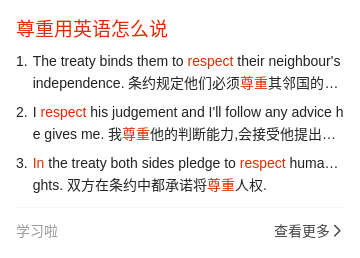 尊重用英语怎么说
1. The treaty binds them to respect their neighbour's
independence. 条约规定他们必须尊重其邻国的…
2. I respect his judgement and I'll follow any advice h
e gives me. 我尊重他的判断能力,会接受他提出…
3. In the treaty both sides pledge to respect huma…
ghts. 双方在条约中都承诺将尊重人权.
学习啦
查看更多